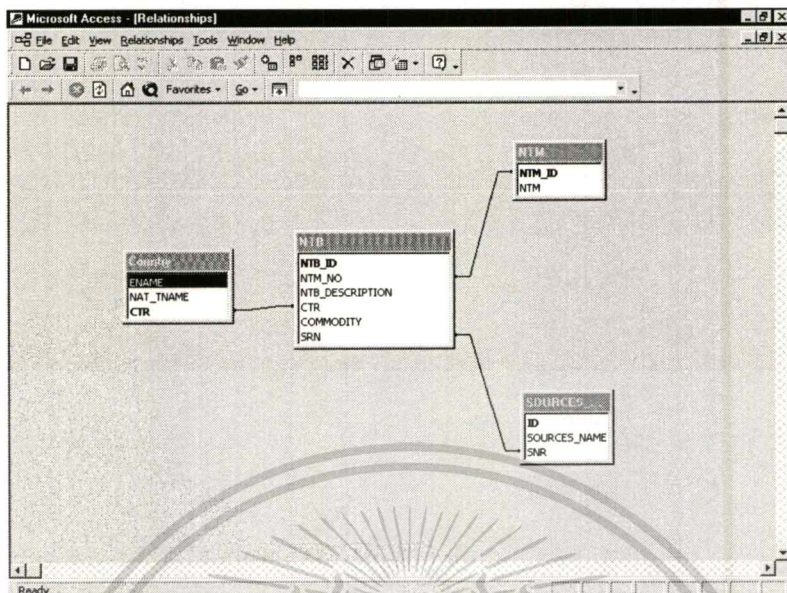 Microsoft Access - [Relationships]
File Edit View Relationships Tools Window Help
Favorites Go
NTM
NTM_ID
NTM
NTB
NTB_ID
NTM_NO
NTB_DESCRIPTION
CTR
COMMODITY
SRN
Country
ENAME
NAT_TNAME
CTR
SOURCES_...
ID
SOURCES_NAME
SNR
Ready